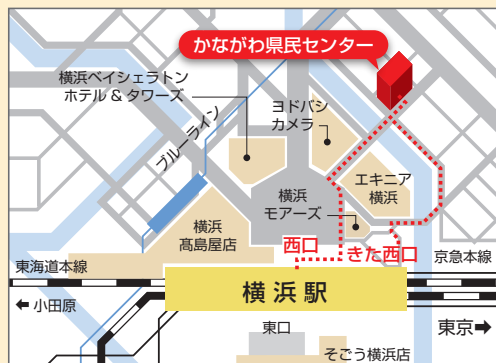 かながわ県民センター
横浜ベイシェラトン
ホテル & タワーズ
ヨドバシ
カメラ
ブルーライン
エキニア
横浜
横浜
モアーズ
横浜
髙島屋店
西口
きた西口
東海道本線
京急本線
横浜駅
←小田原
東京➡
東口
そごう横浜店